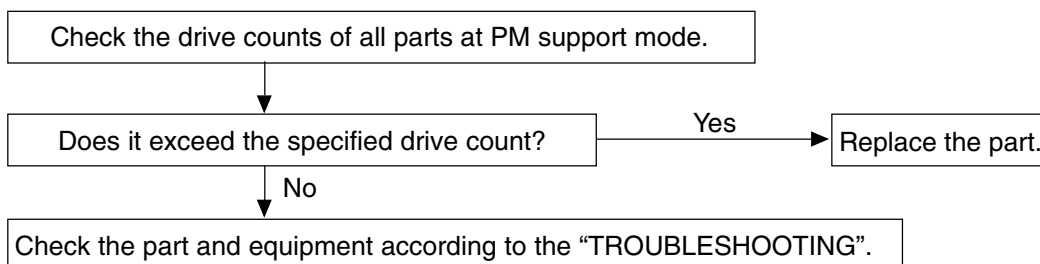 Check the drive counts of all parts at PM support mode.
Does it exceed the specified drive count?
Yes
Replace the part.
No
Check the part and equipment according to the “TROUBLESHOOTING”.